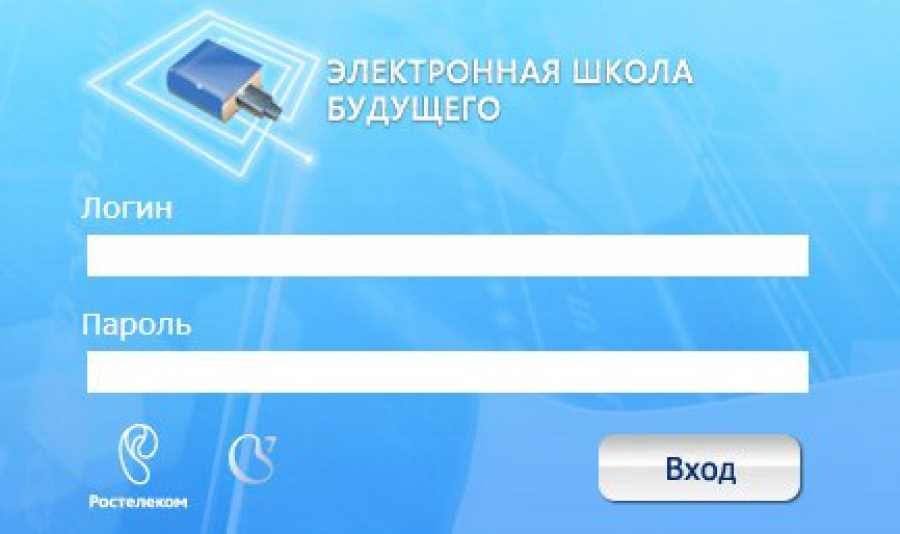 ЭЛЕКТРОННАЯ ШКОЛА
БУДУЩЕГО
Логин
Пароль
Ростелеком
Вход